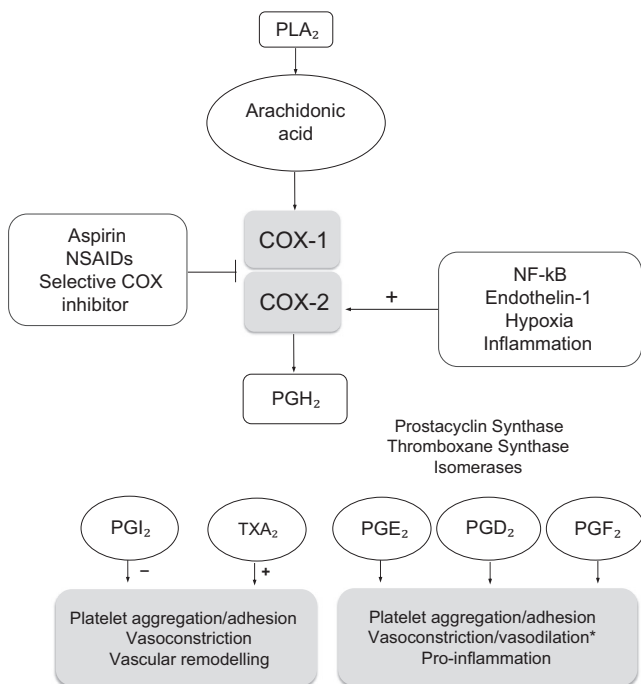 PLA₂
Arachidonic
acid
COX-1
Aspirin
NSAIDs
Selective COX
inhibitor
COX-2
+
NF-kB
Endothelin-1
Hypoxia
Inflammation
PGH₂
Prostacyclin Synthase
Thromboxane Synthase
Isomerases
PGI₂
TXA₂
PGE₂
PGD₂
PGF₂
–
+
Platelet aggregation/adhesion
Vasoconstriction
Vascular remodelling
Platelet aggregation/adhesion
Vasoconstriction/vasodilation*
Pro-inflammation